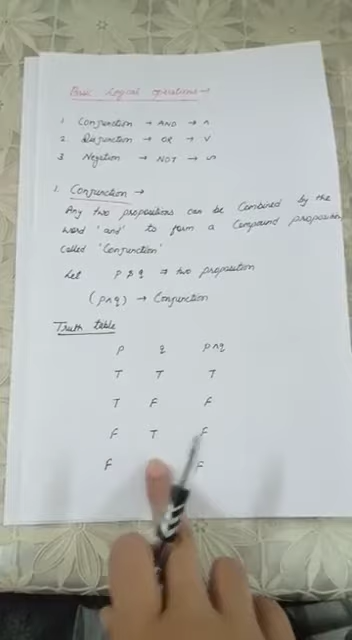 Basic Logical operations →
1. Conjunction → AND → ∧
2. Disjunction → OR → ∨
3. Negation → NOT → ∽
1. Conjunction →
Any two propositions can be Combined by the
word 'and' to form a Compound proposition
called 'Conjunction'
Let p & q → two proposition
(p∧q) → Conjunction
Truth table
p q p∧q
T T T
T F F
F T F
F F